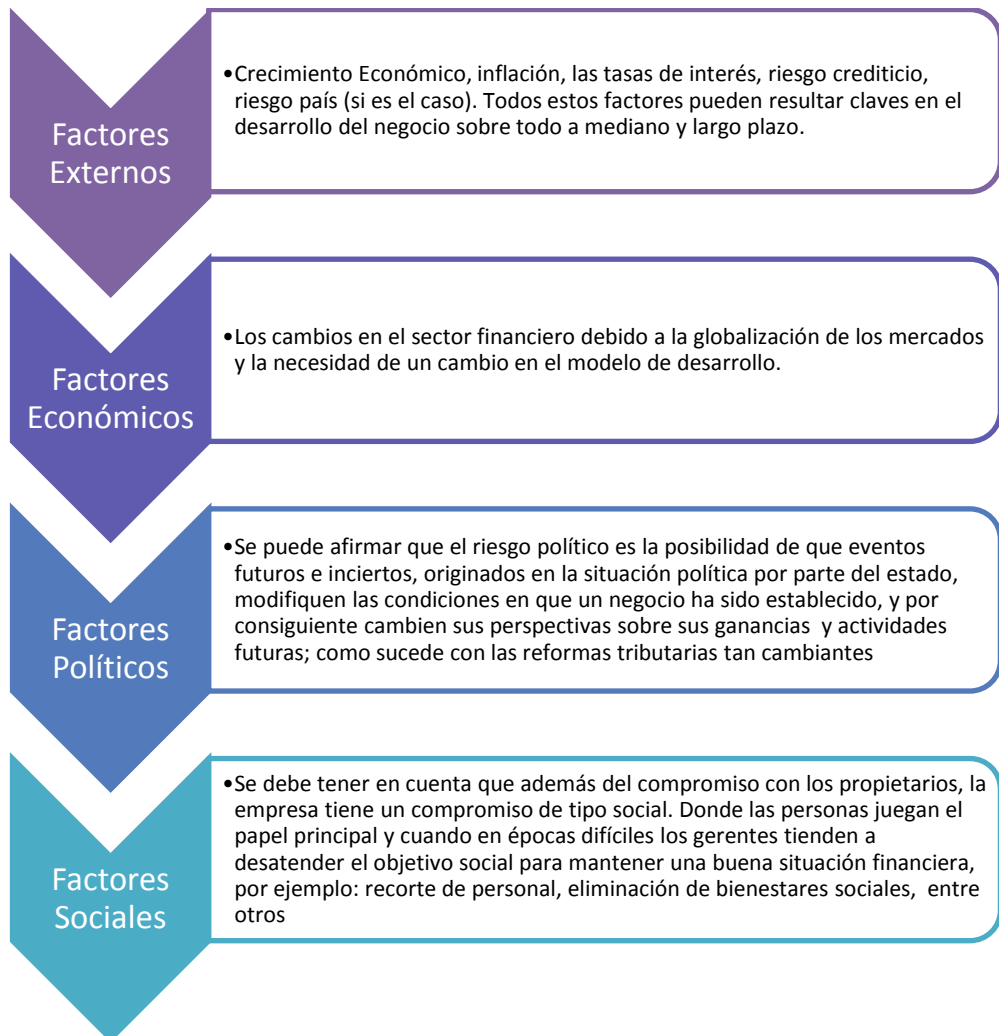 Factores
Externos
•Crecimiento Económico, inflación, las tasas de interés, riesgo crediticio,
riesgo país (si es el caso). Todos estos factores pueden resultar claves en el
desarrollo del negocio sobre todo a mediano y largo plazo.
Factores
Económicos
•Los cambios en el sector financiero debido a la globalización de los mercados
y la necesidad de un cambio en el modelo de desarrollo.
Factores
Políticos
•Se puede afirmar que el riesgo político es la posibilidad de que eventos
futuros e inciertos, originados en la situación política por parte del estado,
modifiquen las condiciones en que un negocio ha sido establecido, y por
consiguiente cambien sus perspectivas sobre sus ganancias y actividades
futuras; como sucede con las reformas tributarias tan cambiantes
Factores
Sociales
•Se debe tener en cuenta que además del compromiso con los propietarios, la
empresa tiene un compromiso de tipo social. Donde las personas juegan el
papel principal y cuando en épocas difíciles los gerentes tienden a
desatender el objetivo social para mantener una buena situación financiera,
por ejemplo: recorte de personal, eliminación de bienestares sociales, entre
otros